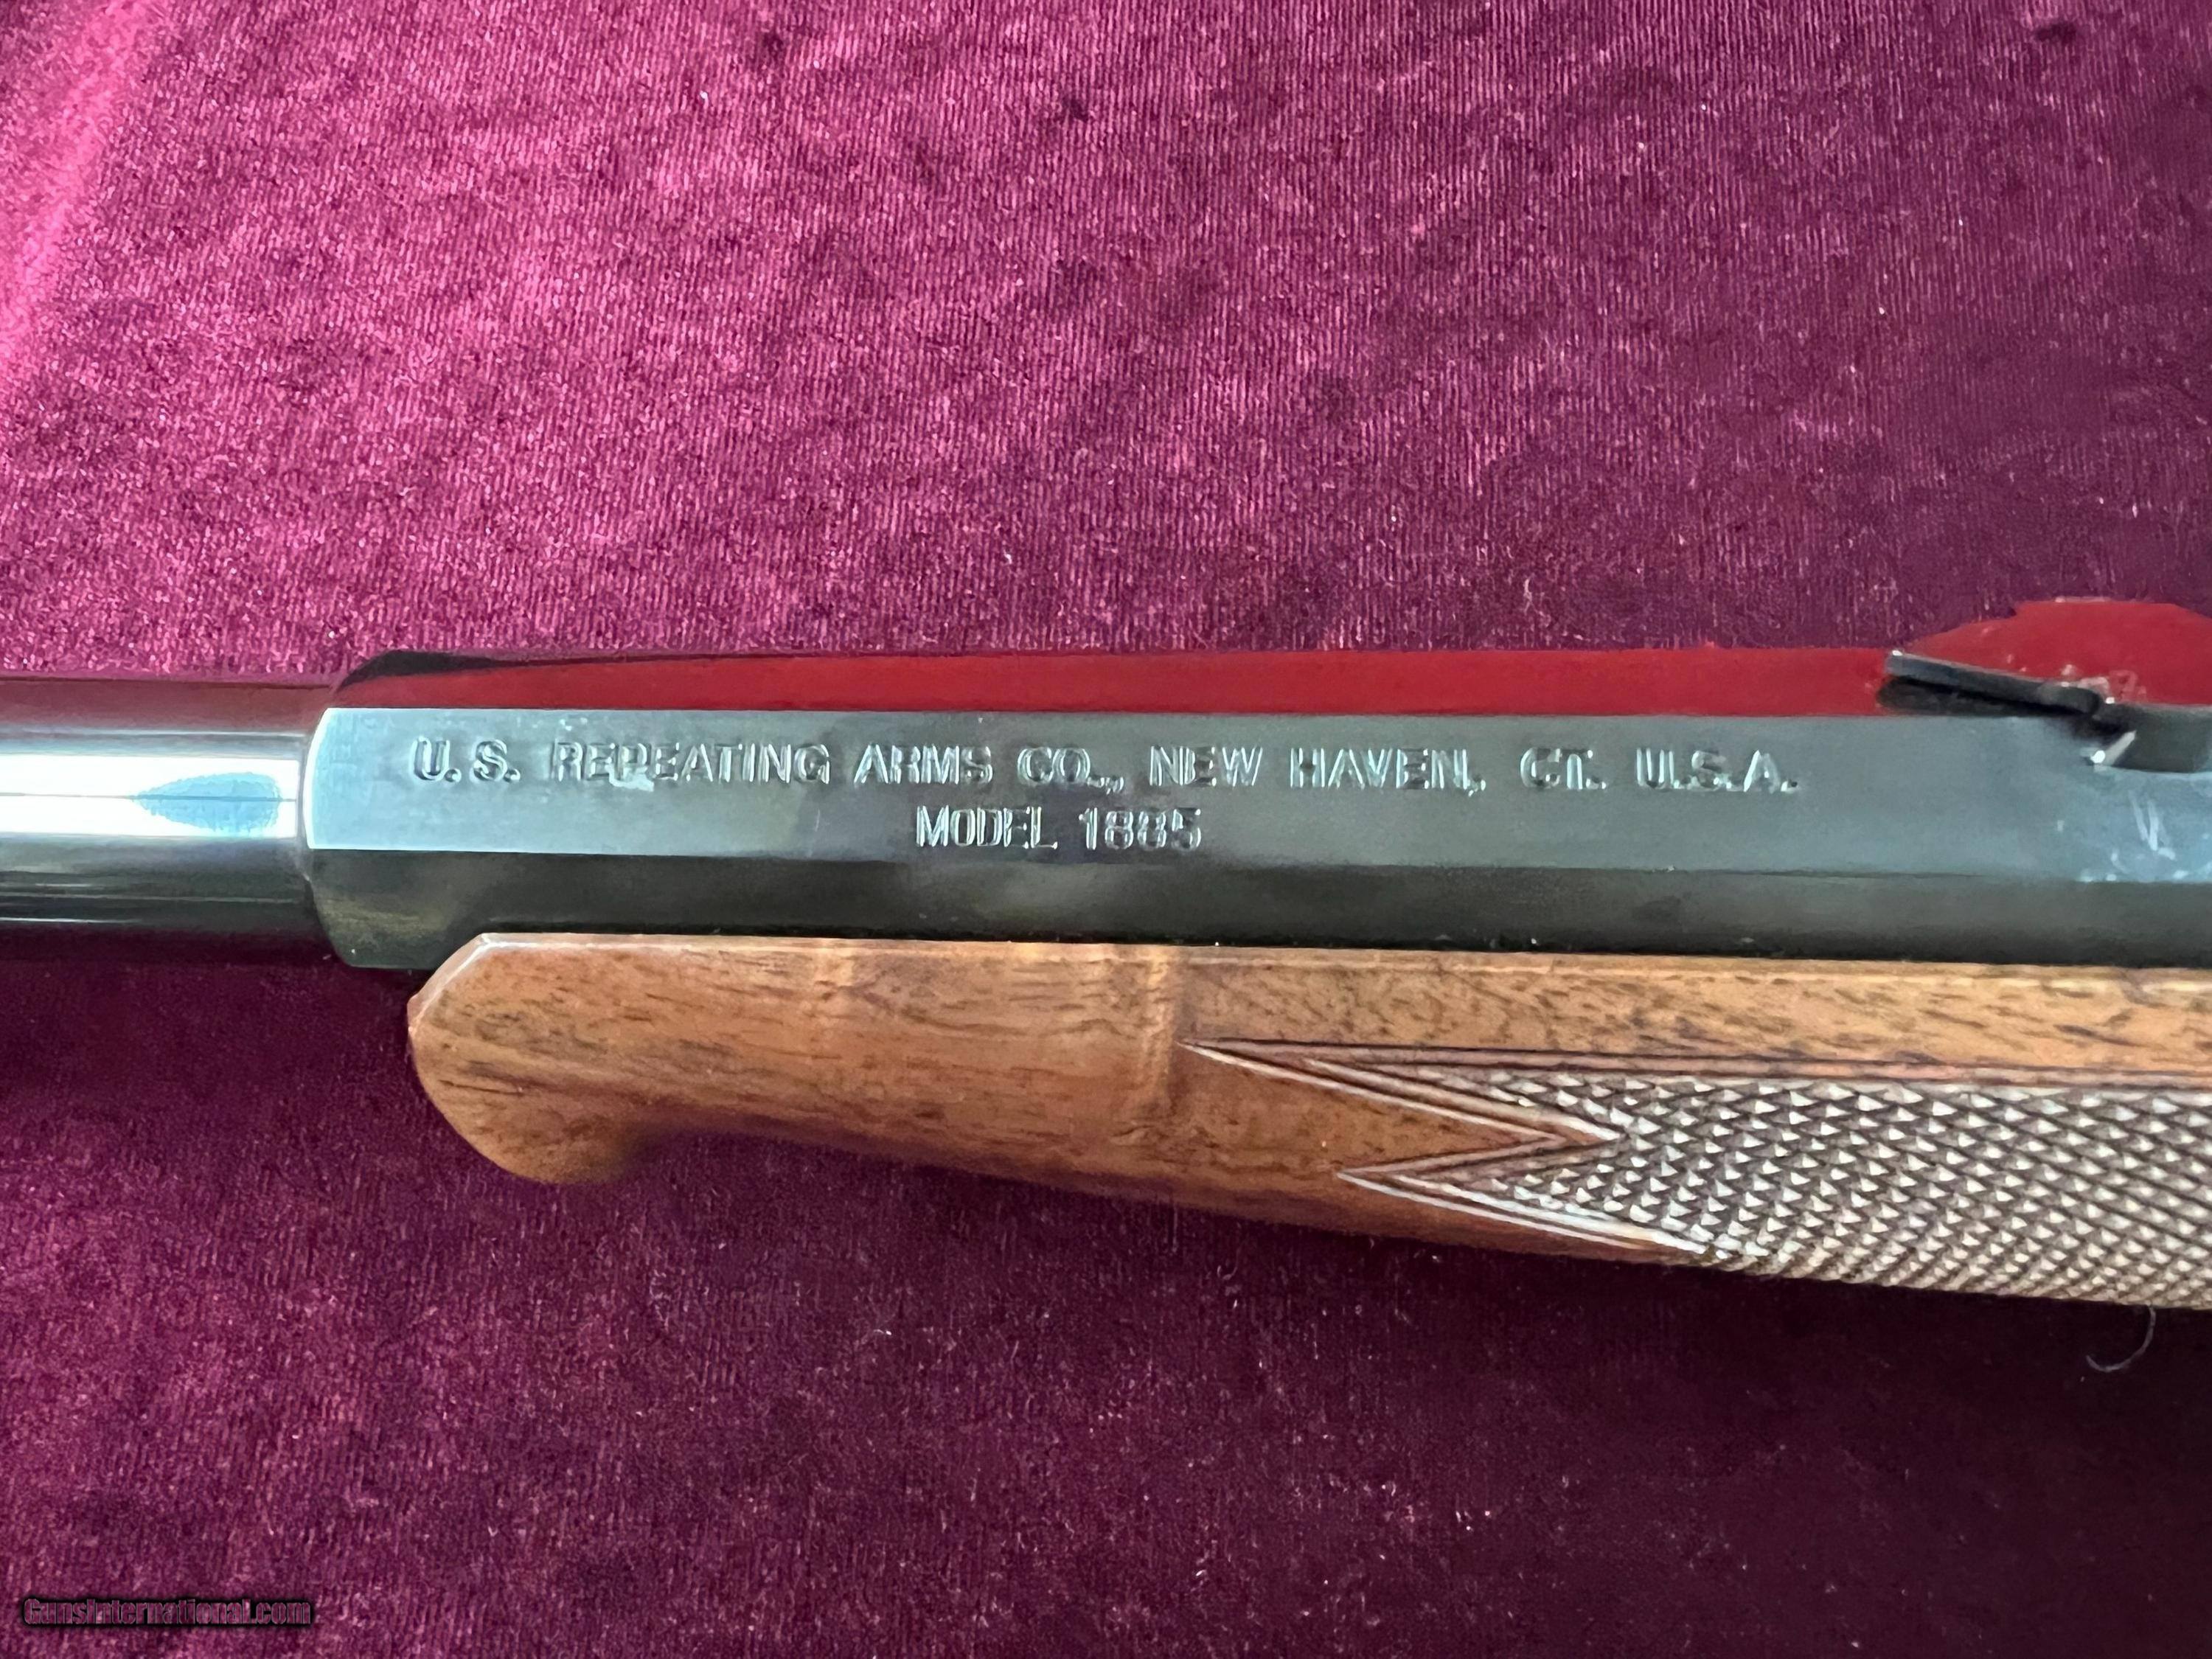 U.S. REPEATING ARMS CO., NEW HAVEN, CT. U.S.A.
MODEL 1885
GunsInternational.com